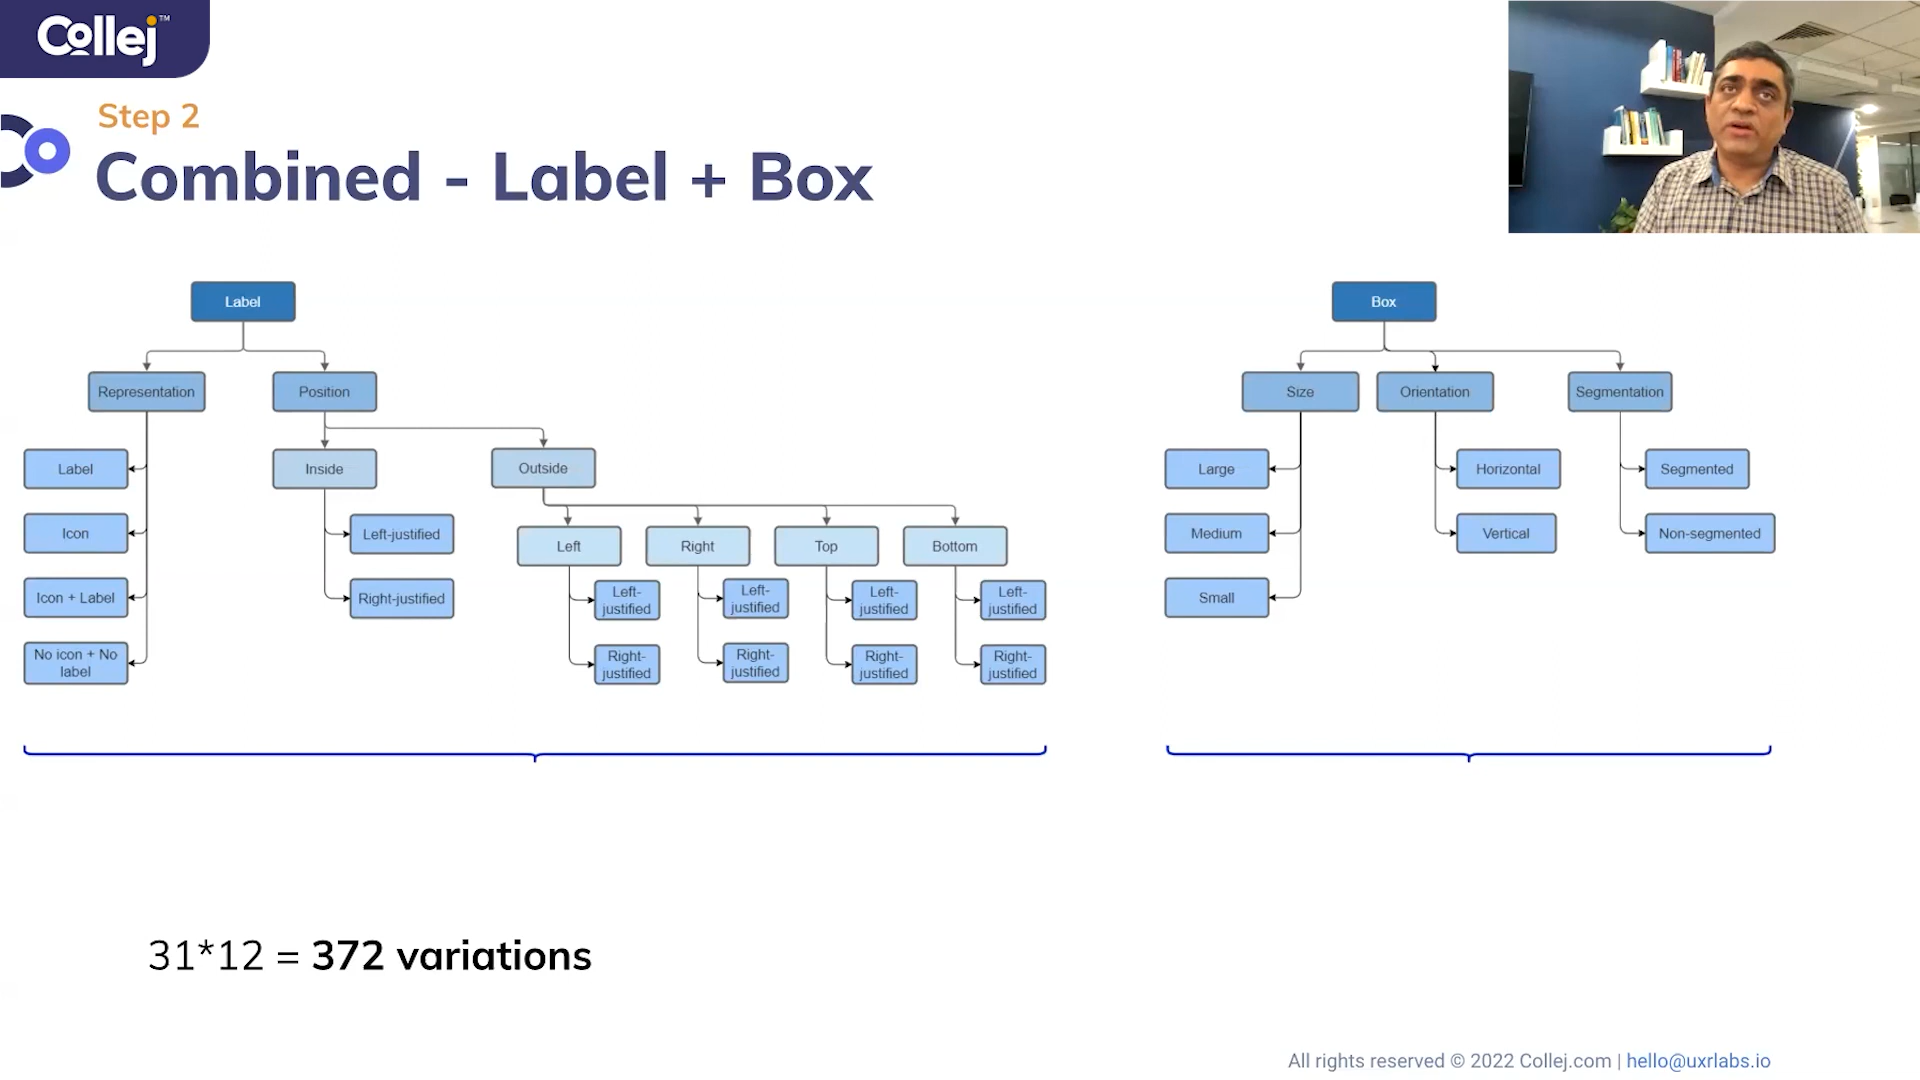 Collej™
Step 2
Combined - Label + Box
Label
Representation
Position
Label
Icon
Icon + Label
No icon + No
label
Inside
Left-justified
Right-justified
Outside
Left
Right
Top
Bottom
Left-
justified
Right-
justified
Left-
justified
Right-
justified
Left-
justified
Right-
justified
Left-
justified
Right-
justified
Box
Size
Orientation
Segmentation
Large
Medium
Small
Horizontal
Vertical
Segmented
Non-segmented
31*12 = 372 variations
All rights reserved © 2022 Collej.com | hello@uxrlabs.io